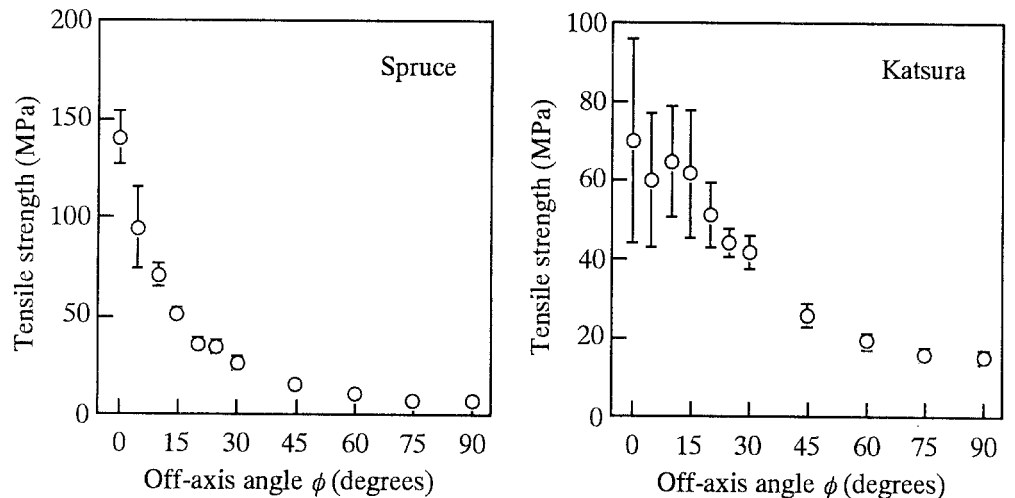 200
150
100
50
0
Tensile strength (MPa)
Spruce
0 15 30 45 60 75 90
Off-axis angle ϕ (degrees)
100
80
60
40
20
0
Tensile strength (MPa)
Katsura
0 15 30 45 60 75 90
Off-axis angle ϕ (degrees)